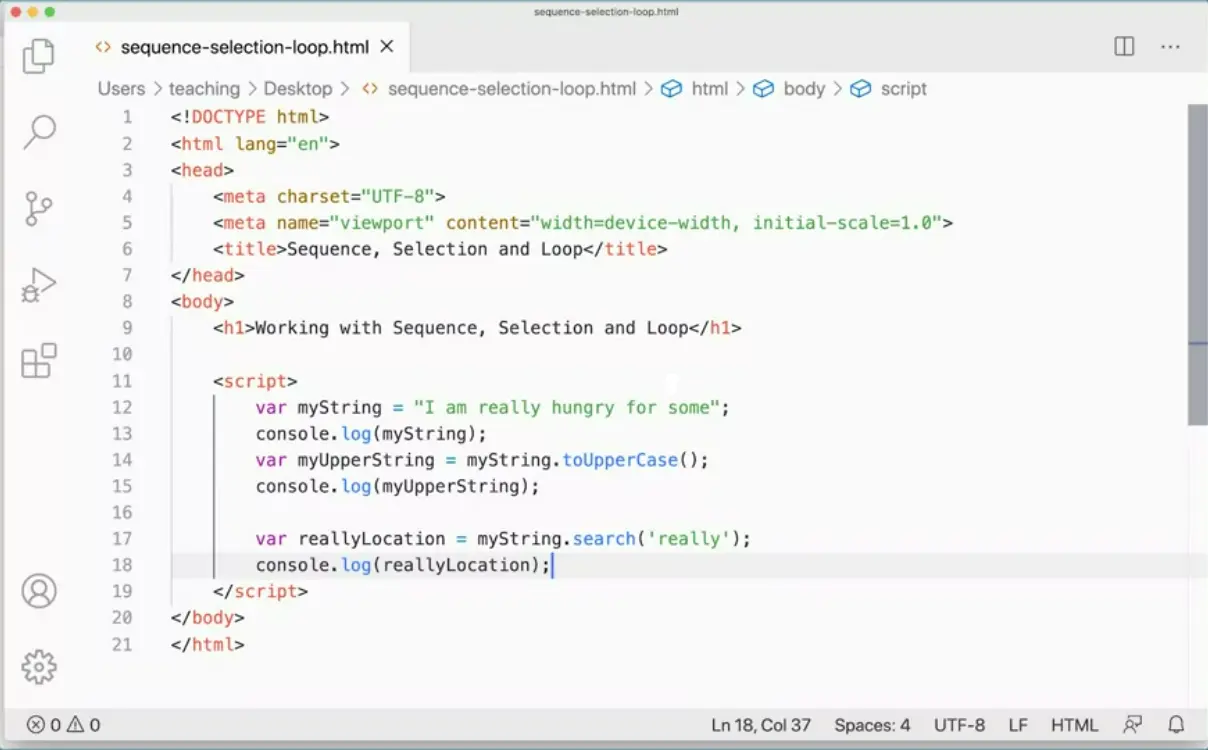 sequence-selection-loop.html
<> sequence-selection-loop.html ×
Users > teaching > Desktop > <> sequence-selection-loop.html > html > body > script
1 <!DOCTYPE html>
2 <html lang="en">
3 <head>
4     <meta charset="UTF-8">
5     <meta name="viewport" content="width=device-width, initial-scale=1.0">
6     <title>Sequence, Selection and Loop</title>
7 </head>
8 <body>
9     <h1>Working with Sequence, Selection and Loop</h1>
10
11     <script>
12         var myString = "I am really hungry for some";
13         console.log(myString);
14         var myUpperString = myString.toUpperCase();
15         console.log(myUpperString);
16
17         var reallyLocation = myString.search('really');
18         console.log(reallyLocation);
19     </script>
20 </body>
21 </html>
0 0 Ln 18, Col 37 Spaces: 4 UTF-8 LF HTML